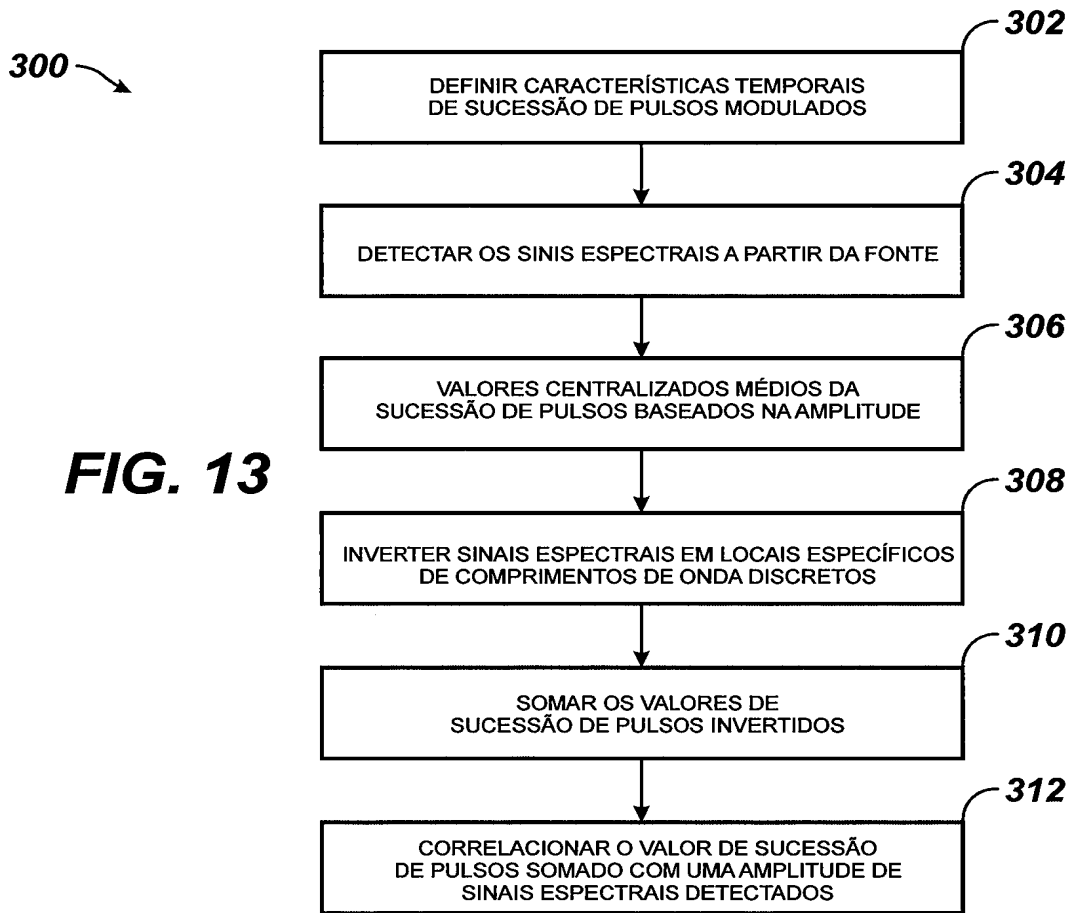 302
300
DEFINIR CARACTERÍSTICAS TEMPORAIS
DE SUCESSÃO DE PULSOS MODULADOS
304
DETECTAR OS SINIS ESPECTRAIS A PARTIR DA FONTE
306
VALORES CENTRALIZADOS MÉDIOS DA
SUCESSÃO DE PULSOS BASEADOS NA AMPLITUDE
FIG. 13
308
INVERTER SINAIS ESPECTRAIS EM LOCAIS ESPECÍFICOS
DE COMPRIMENTOS DE ONDA DISCRETOS
310
SOMAR OS VALORES DE
SUCESSÃO DE PULSOS INVERTIDOS
312
CORRELACIONAR O VALOR DE SUCESSÃO
DE PULSOS SOMADO COM UMA AMPLITUDE DE
SINAIS ESPECTRAIS DETECTADOS